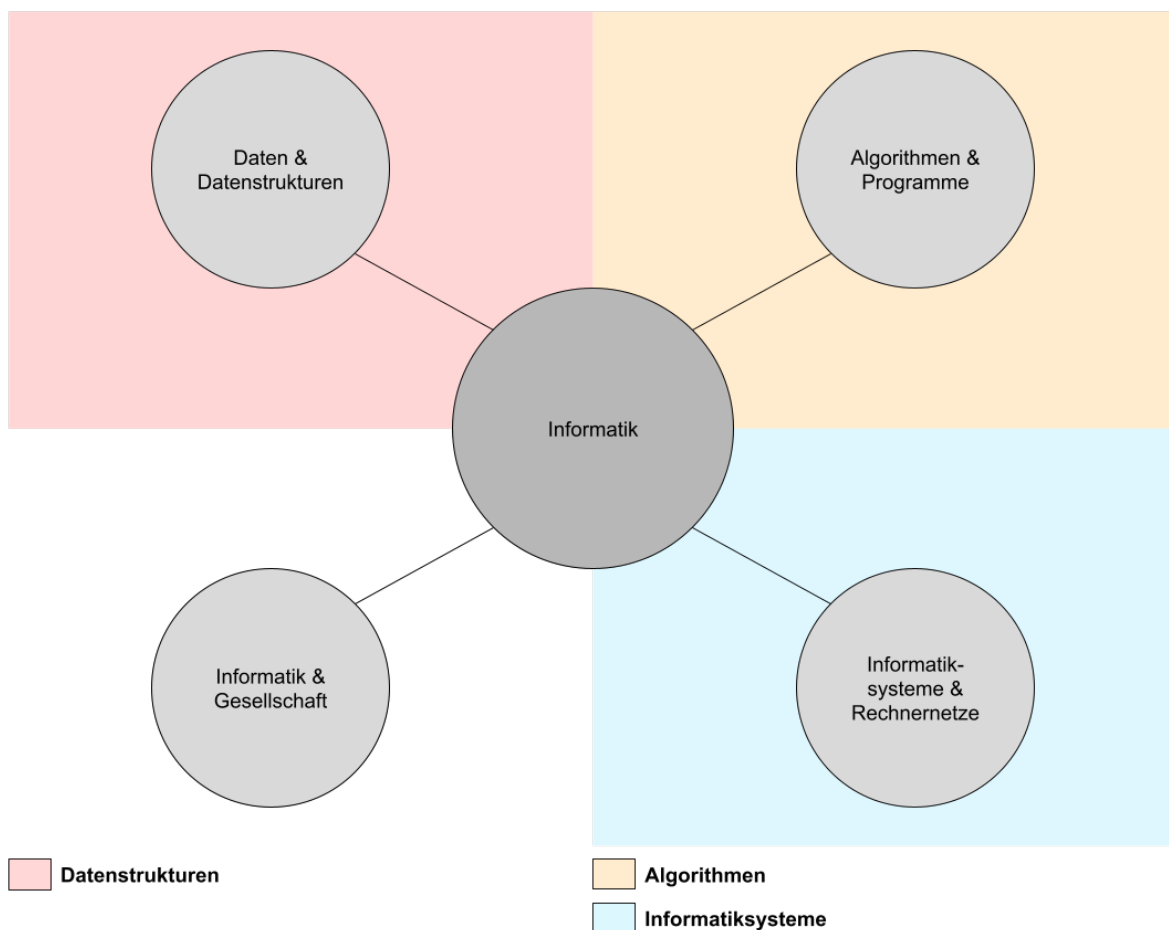 Daten &
Datenstrukturen
Algorithmen &
Programme
Informatik
Informatik &
Gesellschaft
Informatik-
systeme &
Rechnernetze
Datenstrukturen
Algorithmen
Informatiksysteme